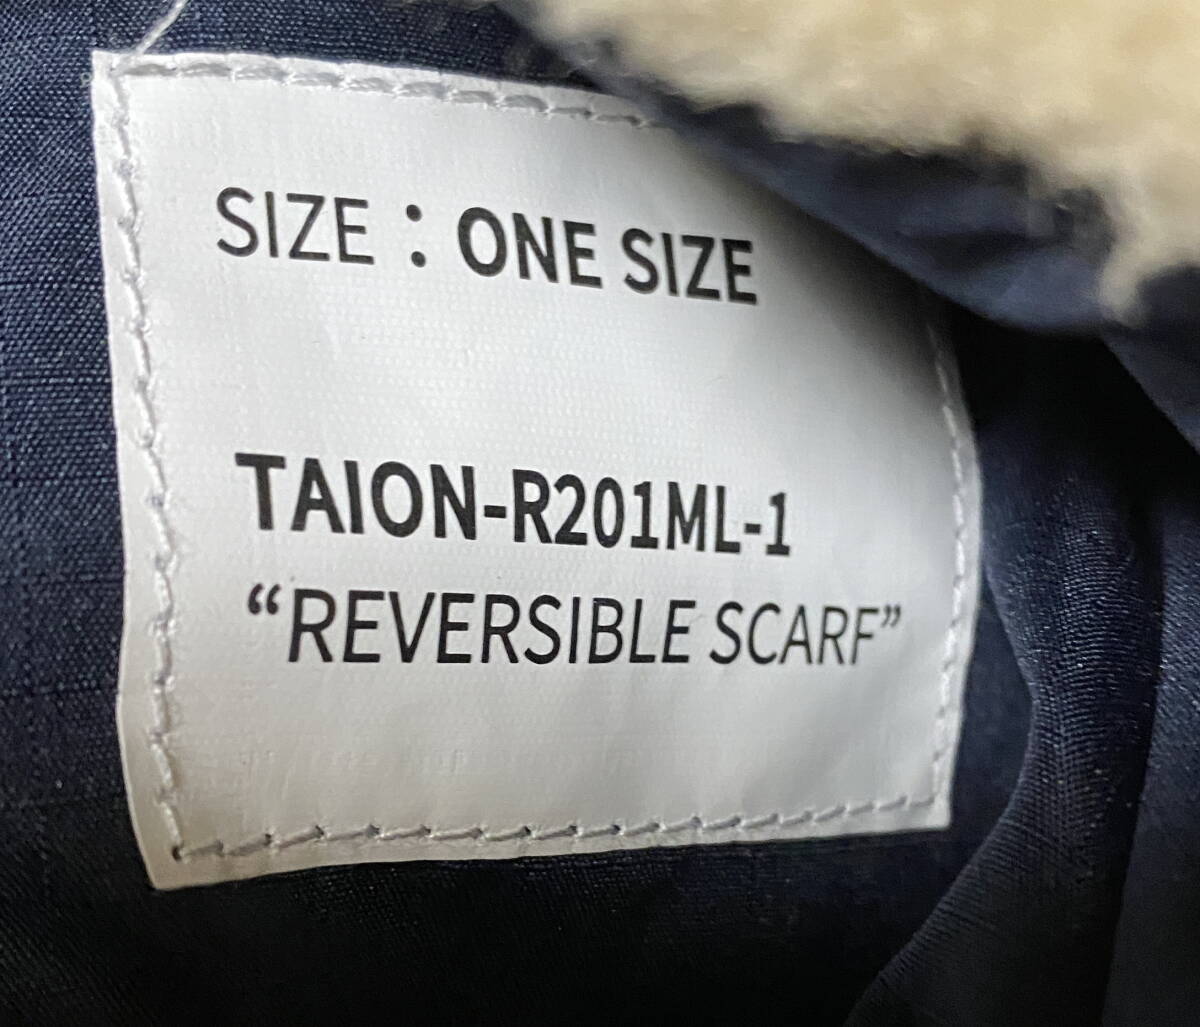 SIZE : ONE SIZE
TAION-R201ML-1
“REVERSIBLE SCARF”